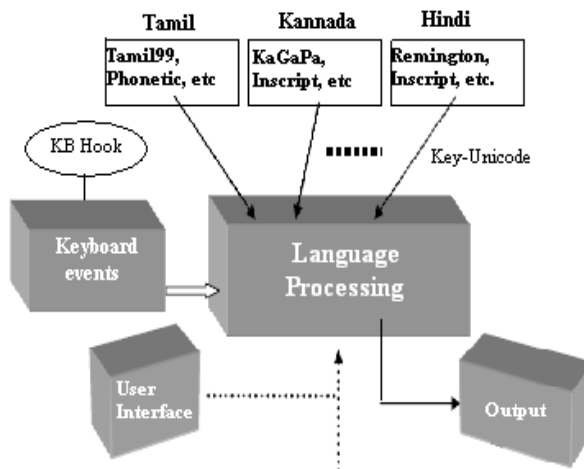 Tamil
Kannada
Hindi
Tamil99,
Phonetic, etc
KaGaPa,
Inscript, etc
Remington,
Inscript, etc.
KB Hook
Key-Unicode
Keyboard
events
Language
Processing
User
Interface
Output